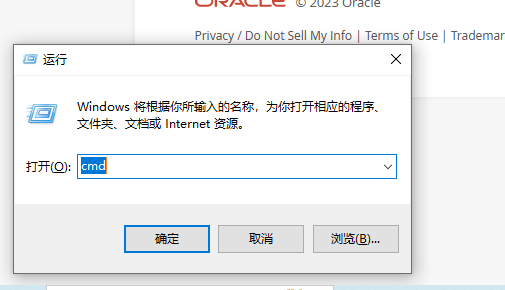 ORACLE © 2023 Oracle
Privacy / Do Not Sell My Info | Terms of Use | Tradema
运行
Windows 将根据你所输入的名称，为你打开相应的程序、
文件夹、文档或 Internet 资源。
打开(O): cmd
确定 取消 浏览(B)...